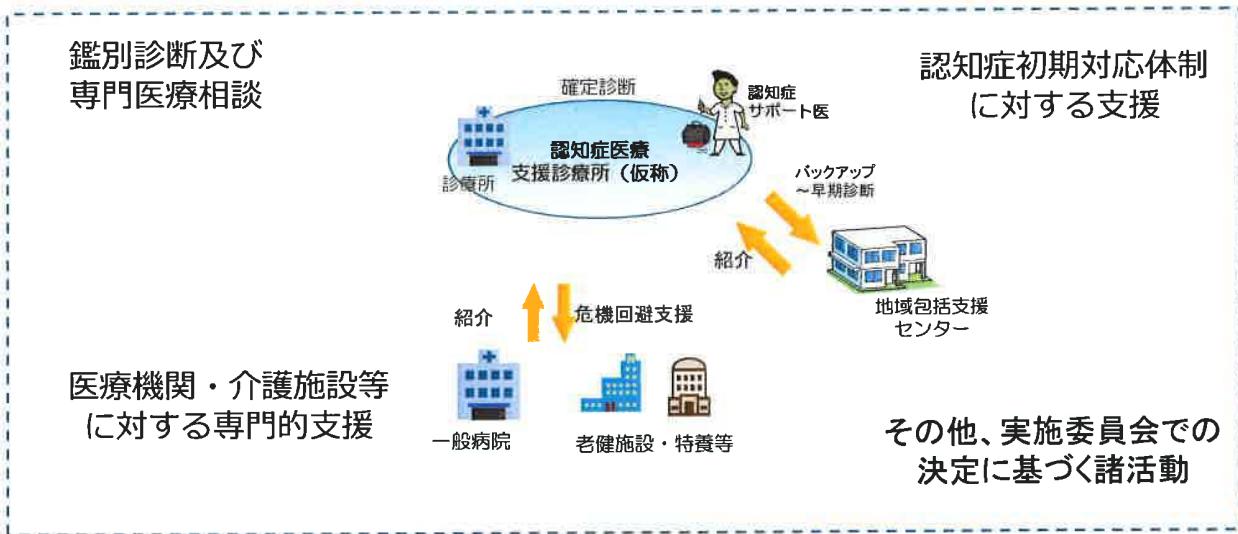 鑑別診断及び
専門医療相談
確定診断
認知症
サポート医
認知症初期対応体制
に対する支援
認知症医療
支援診療所（仮称）
診療所
バックアップ
～早期診断
紹介
地域包括支援
センター
紹介
危機回避支援
医療機関・介護施設等
に対する専門的支援
一般病院
老健施設・特養等
その他、実施委員会での
決定に基づく諸活動